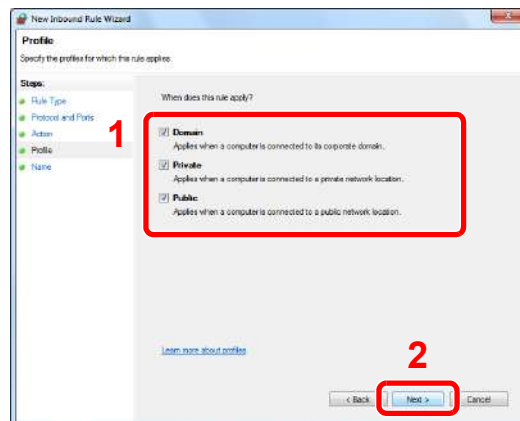 New Inbound Rule Wizard
Profile
Specify the profiles for which this rule applies.
Steps:
Rule Type
Protocol and Ports
Action
Profile
Name
When does this rule apply?
1
Domain
Applies when a computer is connected to its corporate domain.
Private
Applies when a computer is connected to a private network location.
Public
Applies when a computer is connected to a public network location.
Learn more about profiles
2
< Back
Next >
Cancel